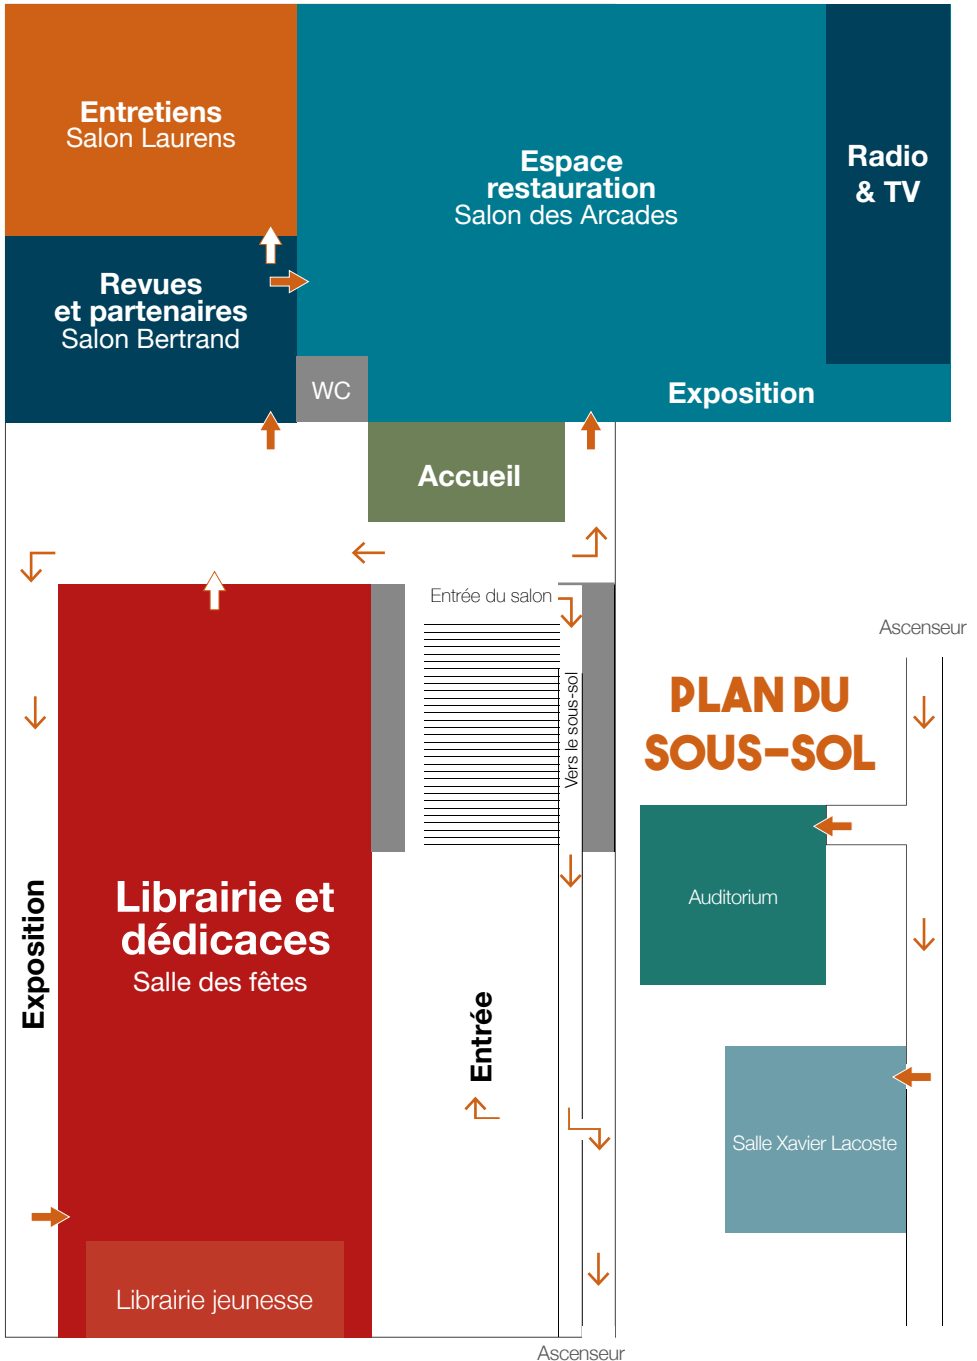 Entretiens
Salon Laurens
Espace
restauration
Salon des Arcades
Radio
& TV
Revues
et partenaires
Salon Bertrand
WC
Exposition
Accueil
Entrée du salon
Vers le sous-sol
Ascenseur
PLAN DU
SOUS-SOL
Auditorium
Exposition
Librairie et
dédicaces
Salle des fêtes
Entrée
Salle Xavier Lacoste
Librairie jeunesse
Ascenseur